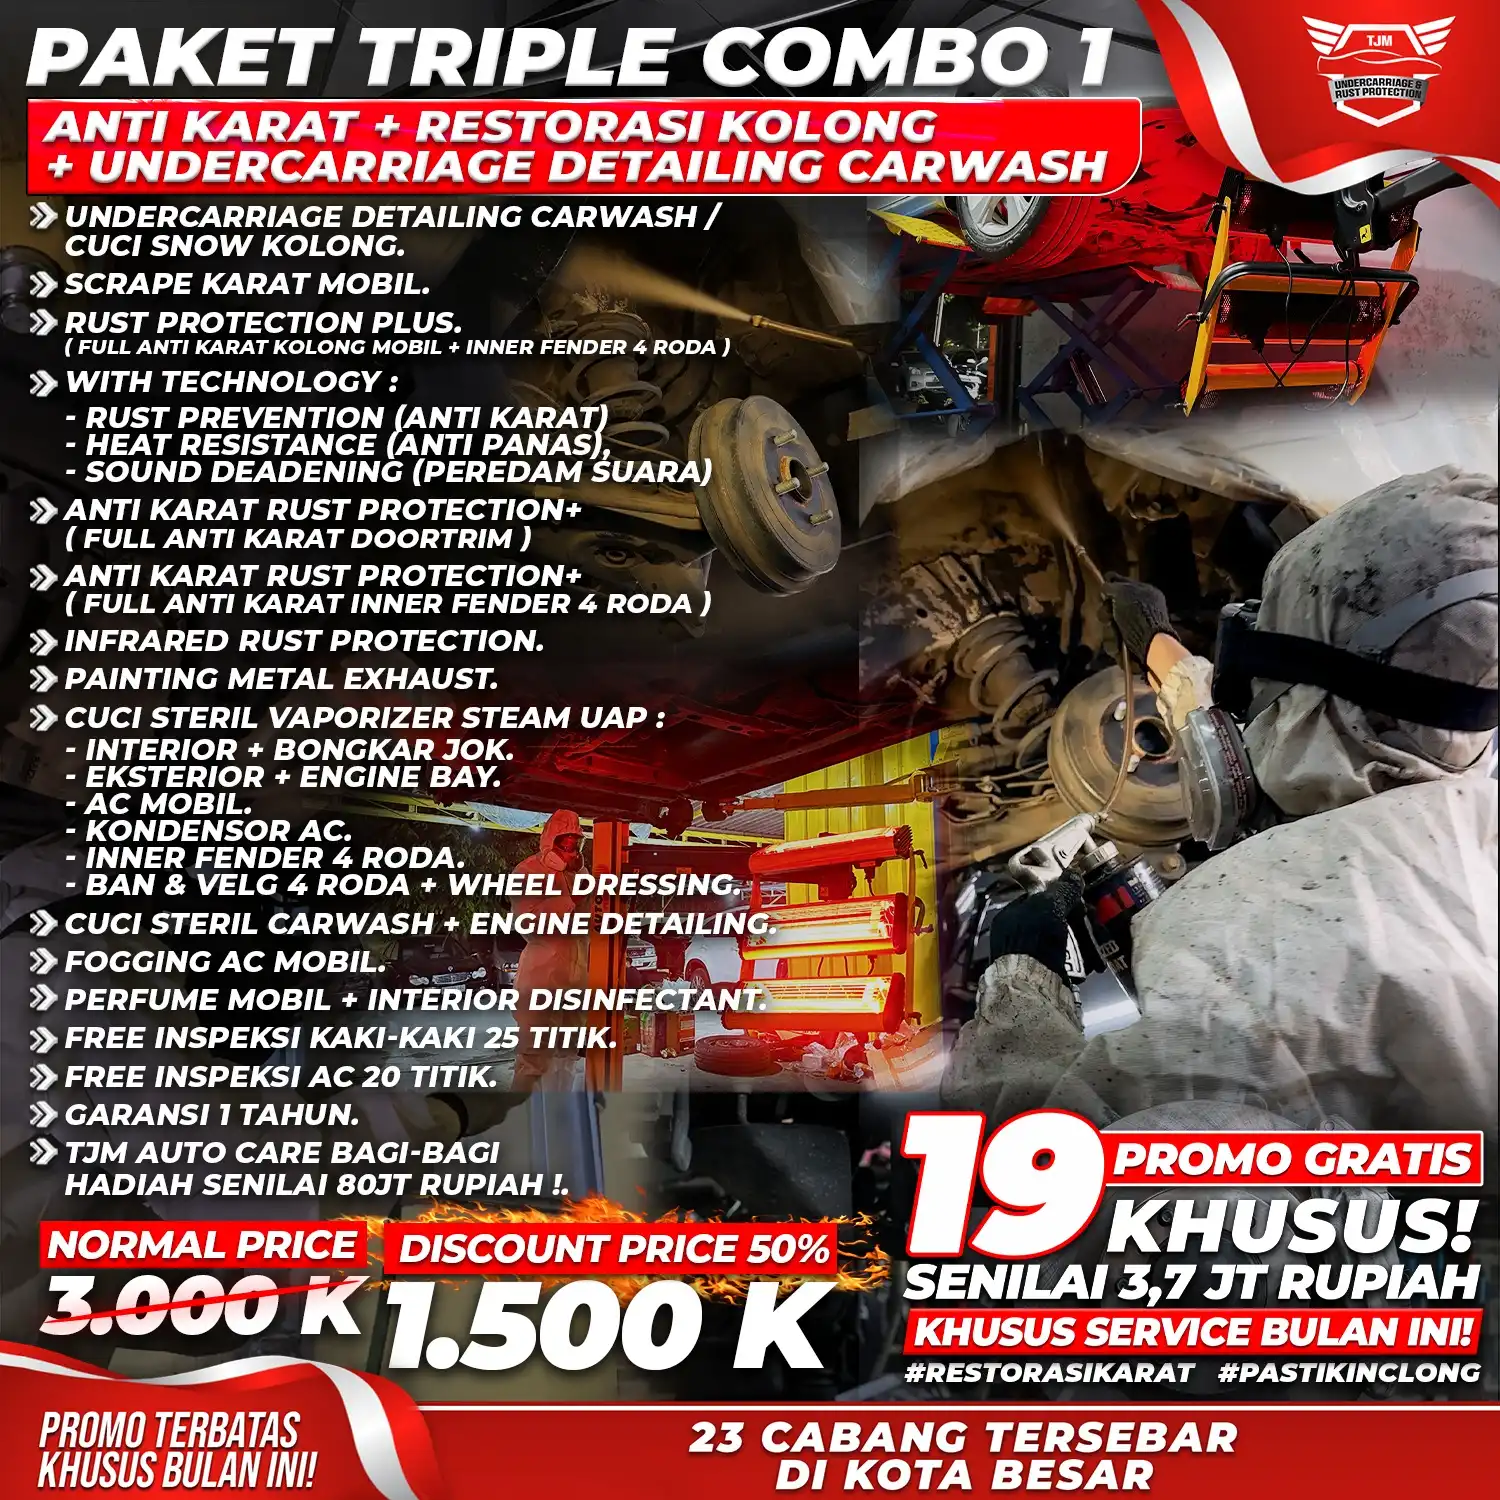 PAKET TRIPLE COMBO 1
TJM
UNDERCARRIAGE &
RUST PROTECTION
ANTI KARAT + RESTORASI KOLONG
+ UNDERCARRIAGE DETAILING CARWASH
UNDERCARRIAGE DETAILING CARWASH /
CUCI SNOW KOLONG.
SCRAPE KARAT MOBIL.
RUST PROTECTION PLUS.
( FULL ANTI KARAT KOLONG MOBIL + INNER FENDER 4 RODA )
WITH TECHNOLOGY :
- RUST PREVENTION (ANTI KARAT)
- HEAT RESISTANCE (ANTI PANAS),
- SOUND DEADENING (PEREDAM SUARA)
ANTI KARAT RUST PROTECTION+
( FULL ANTI KARAT DOORTRIM )
ANTI KARAT RUST PROTECTION+
( FULL ANTI KARAT INNER FENDER 4 RODA )
INFRARED RUST PROTECTION.
PAINTING METAL EXHAUST.
CUCI STERIL VAPORIZER STEAM UAP :
- INTERIOR + BONGKAR JOK.
- EKSTERIOR + ENGINE BAY.
- AC MOBIL.
- KONDENSOR AC.
- INNER FENDER 4 RODA.
- BAN & VELG 4 RODA + WHEEL DRESSING.
CUCI STERIL CARWASH + ENGINE DETAILING.
FOGGING AC MOBIL.
PERFUME MOBIL + INTERIOR DISINFECTANT.
FREE INSPEKSI KAKI-KAKI 25 TITIK.
FREE INSPEKSI AC 20 TITIK.
GARANSI 1 TAHUN.
TJM AUTO CARE BAGI-BAGI
HADIAH SENILAI 80JT RUPIAH !.
NORMAL PRICE
3.000 K
DISCOUNT PRICE 50%
1.500 K
19 PROMO GRATIS
KHUSUS!
SENILAI 3,7 JT RUPIAH
KHUSUS SERVICE BULAN INI!
#RESTORASIKARAT #PASTIKINCLONG
PROMO TERBATAS
KHUSUS BULAN INI!
23 CABANG TERSEBAR
DI KOTA BESAR